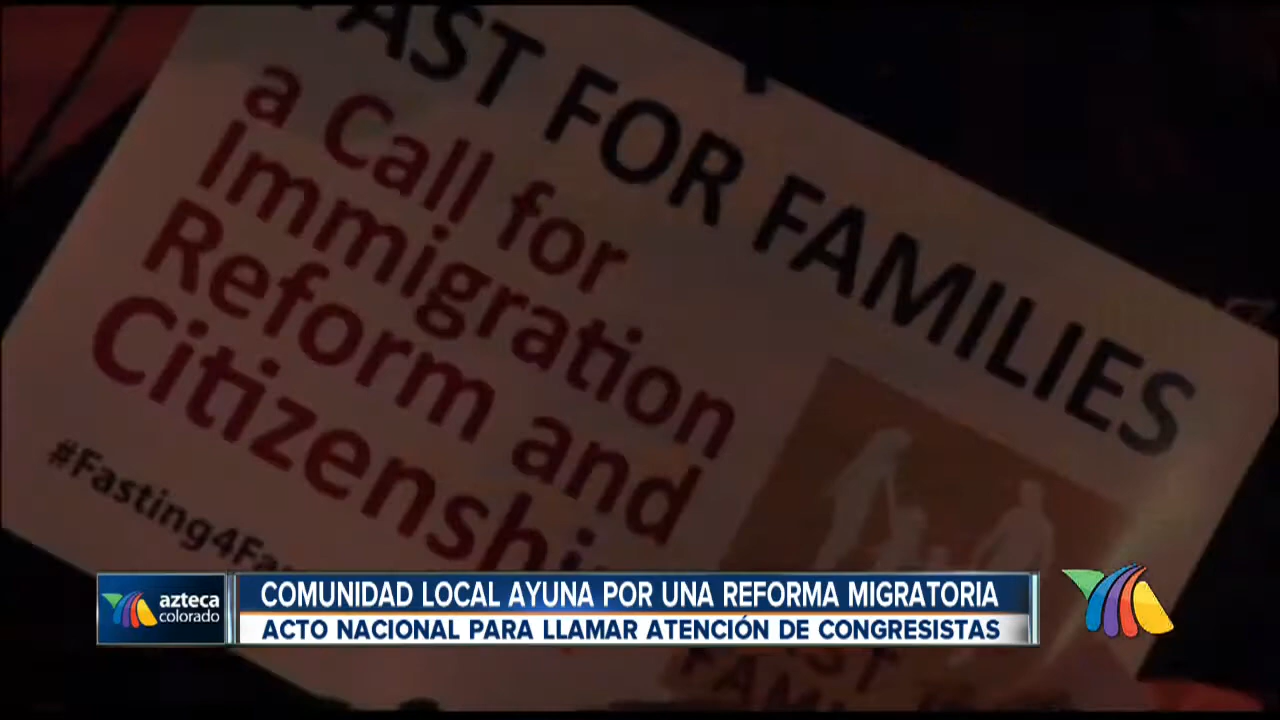 FAST FOR FAMILIES
a Call for
Immigration
Reform and
Citizenshi
#Fasting4Fa
azteca
colorado
COMUNIDAD LOCAL AYUNA POR UNA REFORMA MIGRATORIA
ACTO NACIONAL PARA LLAMAR ATENCIÓN DE CONGRESISTAS